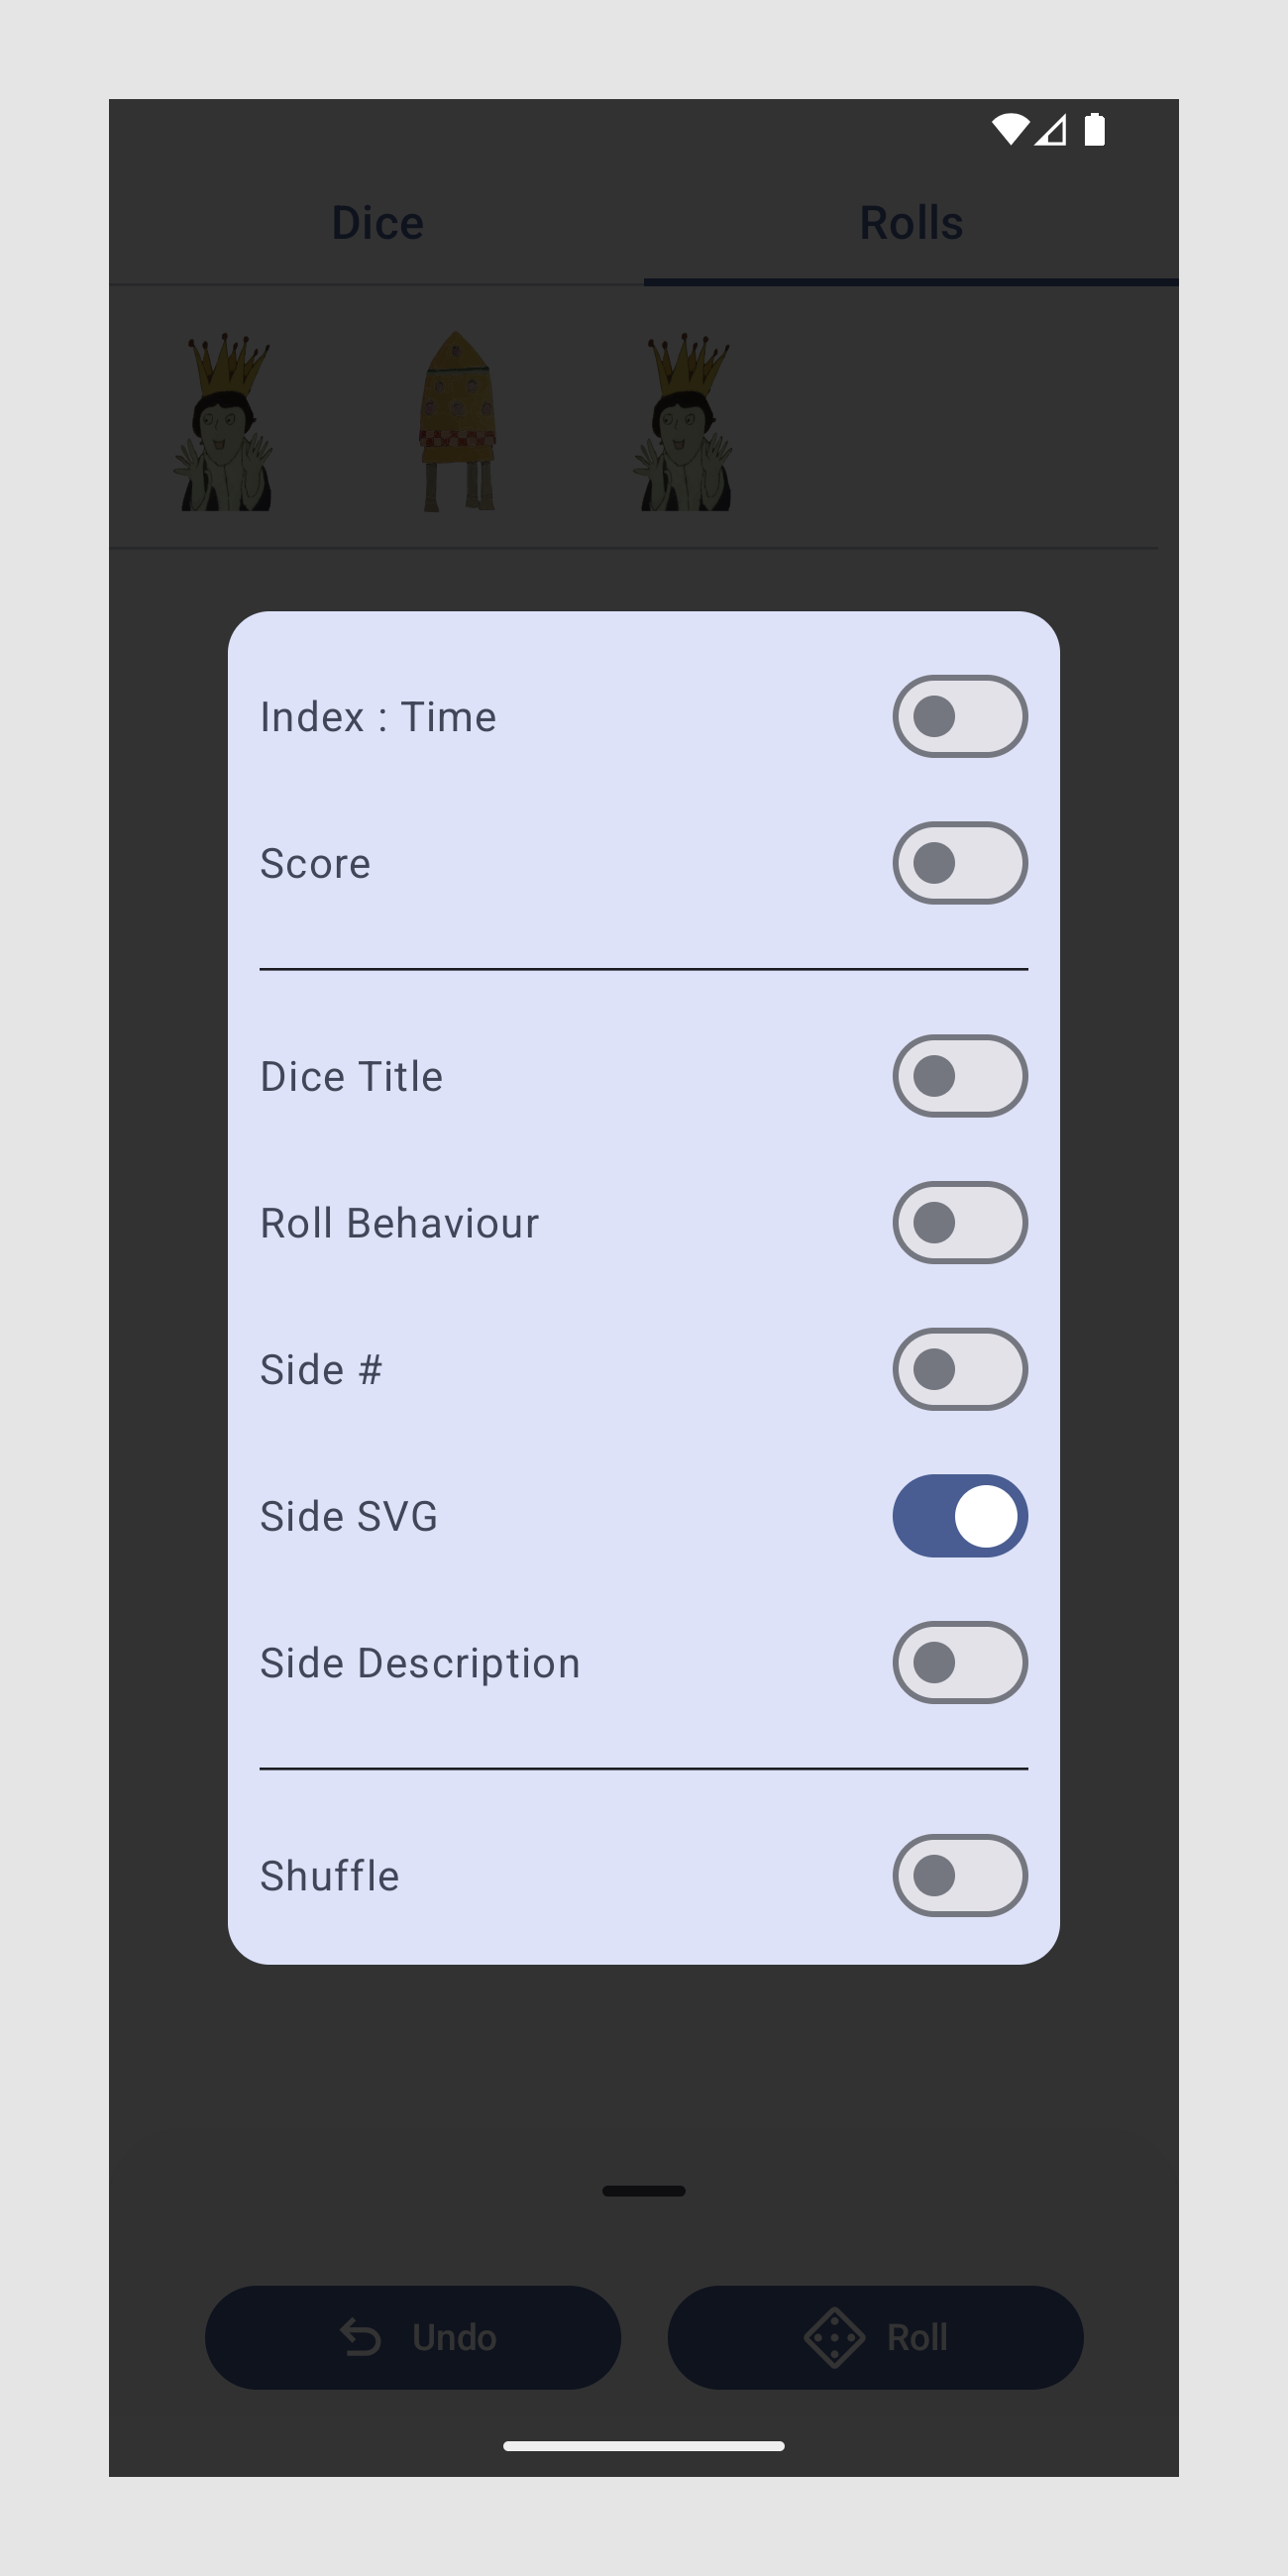 Dice
Rolls
Index : Time
Score
Dice Title
Roll Behaviour
Side #
Side SVG
Side Description
Shuffle
Undo
Roll